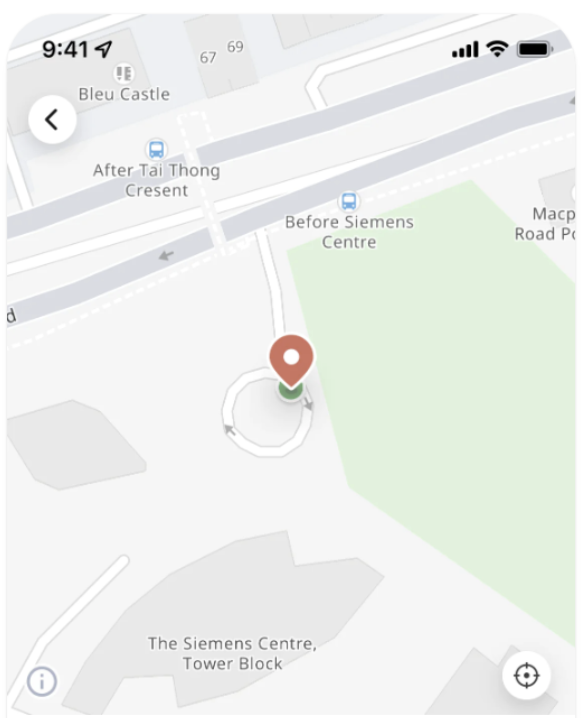 9:41
67
69
Bleu Castle
After Tai Thong
Cresent
Before Siemens
Centre
Macp
Road Po
d
The Siemens Centre,
Tower Block